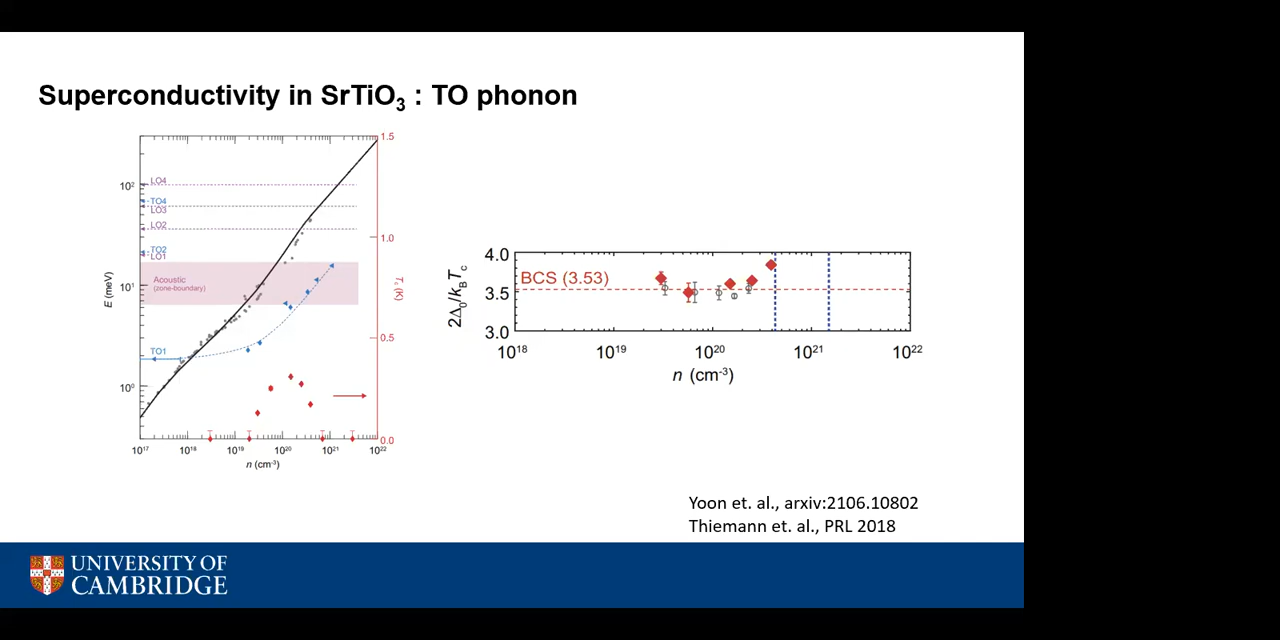 Superconductivity in SrTiO3 : TO phonon
1.5
1.0
0.5
0.0
Tc (K)
10²
10¹
10⁰
E (meV)
LO4
TO4
LO3
LO2
TO2
LO1
Acoustic
(zone-boundary)
TO1
10¹⁷ 10¹⁸ 10¹⁹ 10²⁰ 10²¹ 10²²
n (cm⁻³)
4.0
3.5
3.0
2Δ₀/kBTc
BCS (3.53)
10¹⁸ 10¹⁹ 10²⁰ 10²¹ 10²²
n (cm⁻³)
Yoon et. al., arxiv:2106.10802
Thiemann et. al., PRL 2018
UNIVERSITY OF
CAMBRIDGE